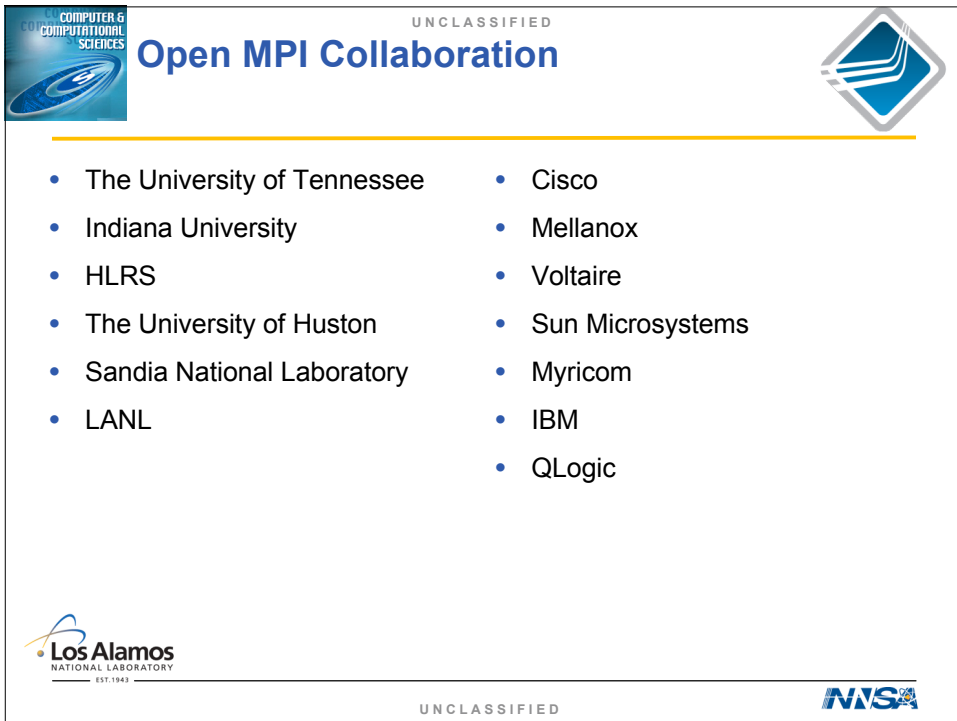 UNCLASSIFIED
COMPUTER &
COMPUTATIONAL
SCIENCES
Open MPI Collaboration
• The University of Tennessee
• Indiana University
• HLRS
• The University of Huston
• Sandia National Laboratory
• LANL
• Cisco
• Mellanox
• Voltaire
• Sun Microsystems
• Myricom
• IBM
• QLogic
Los Alamos
NATIONAL LABORATORY
EST.1943
UNCLASSIFIED
NNSA